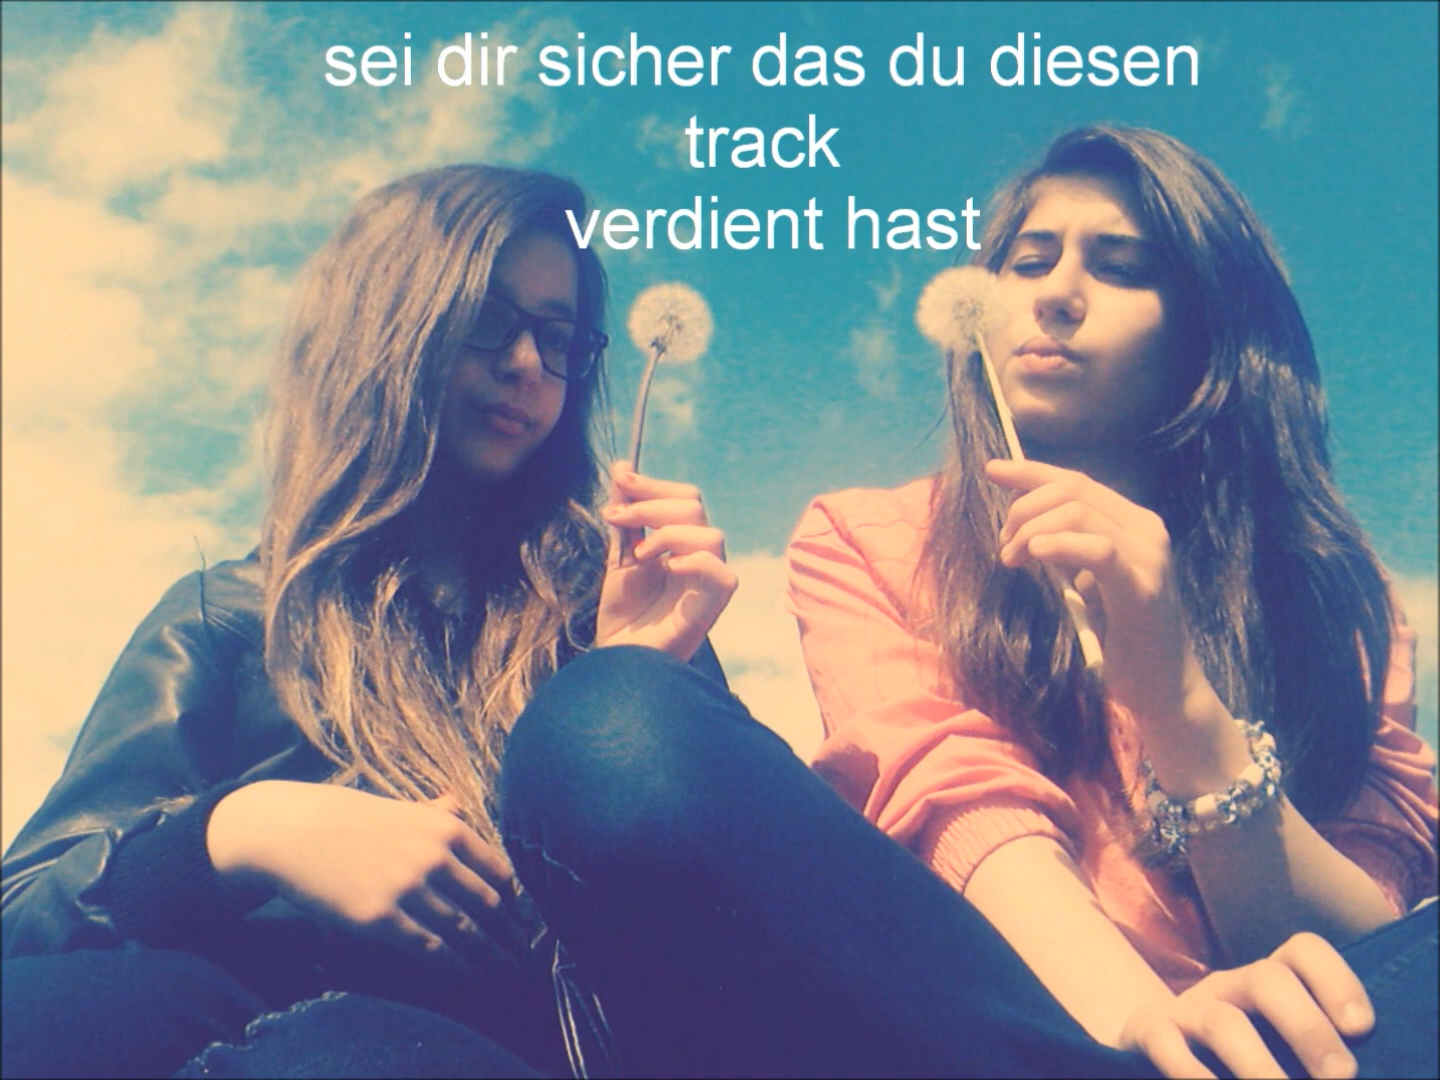 sei dir sicher das du diesen
track
verdient hast